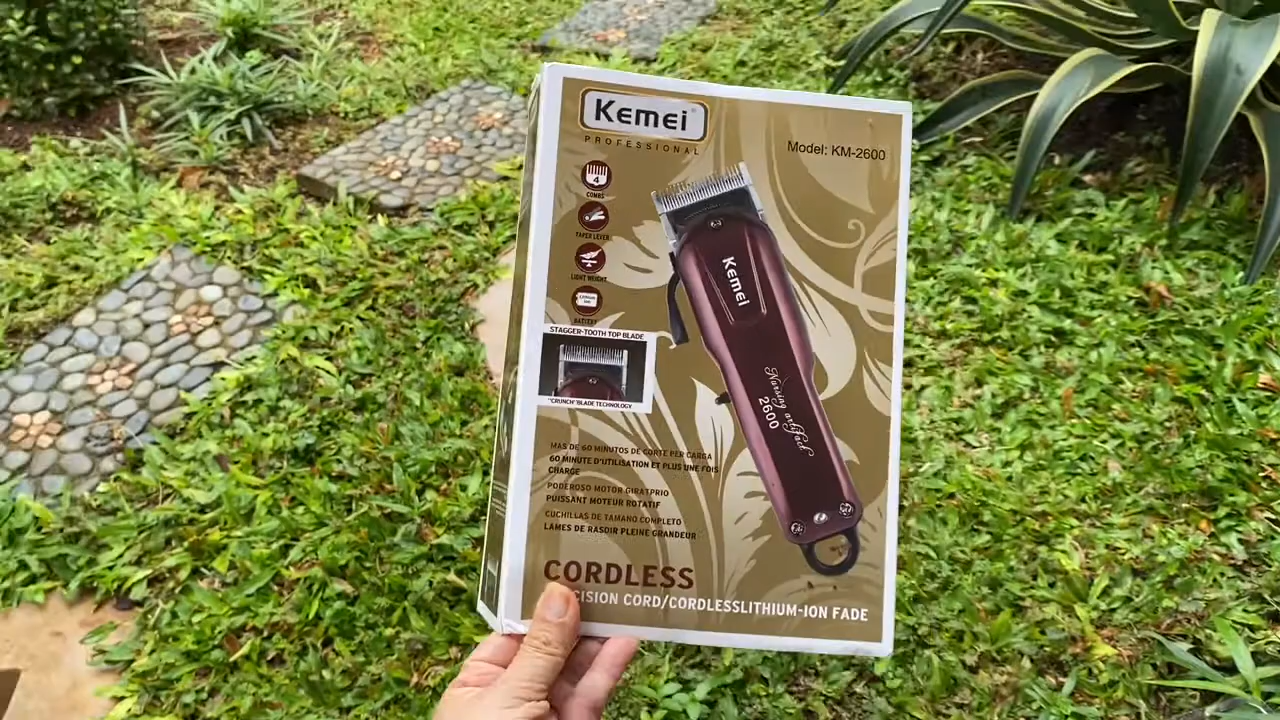 Kemei
PROFESSIONAL
Model: KM-2600
4
COMBS
TAPER LEVER
LIGHT WEIGHT
BATTERY
Kemei
STAGGER-TOOTH TOP BLADE
"CRUNCH" BLADE TECHNOLOGY
Nursing artifact
2600
MAS DE 60 MINUTOS DE CORTE PER CARGA
60 MINUTE D'UTILISATION ET PLUS UNE FOIS
CHARGE
PODEROSO MOTOR GIRATPRIO
PUISSANT MOTEUR ROTATIF
CUCHILLAS DE TAMANO COMPLETO
LAMES DE RASOIR PLEINE GRANDEUR
CORDLESS
CISION CORD/CORDLESSLITHIUM-ION FADE